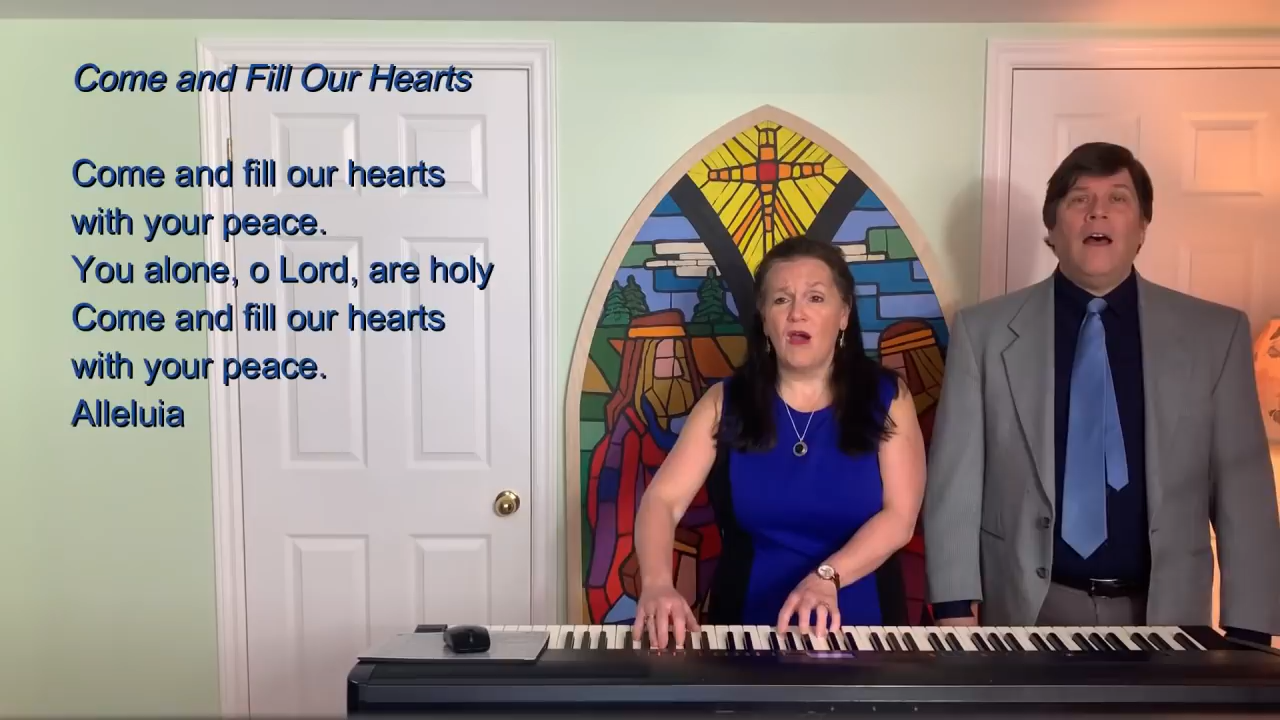 Come and Fill Our Hearts
Come and fill our hearts
with your peace.
You alone, o Lord, are holy
Come and fill our hearts
with your peace.
Alleluia